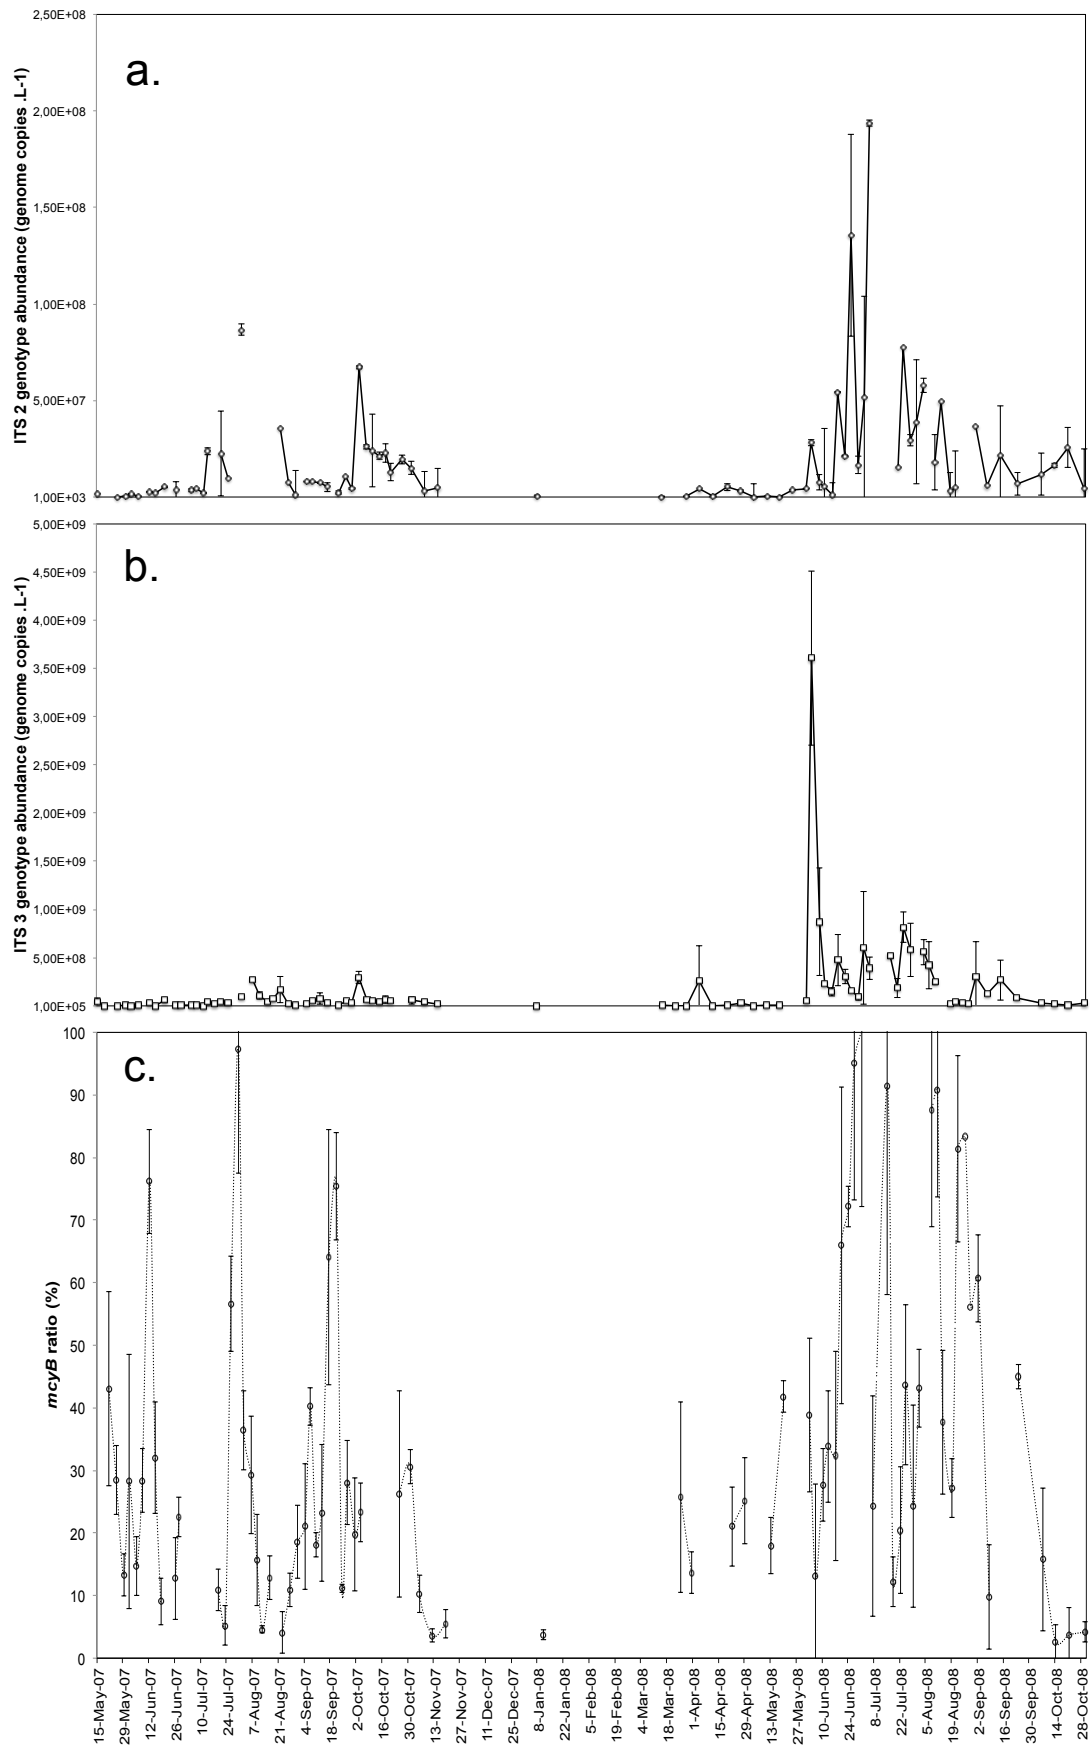 a.
ITS 2 genotype abundance (genome copies .L-1)
2,50E+08
2,00E+08
1,50E+08
1,00E+08
5,00E+07
1,00E+03
b.
ITS 3 genotype abundance (genome copies .L-1)
5,00E+09
4,50E+09
4,00E+09
3,50E+09
3,00E+09
2,50E+09
2,00E+09
1,50E+09
1,00E+09
5,00E+08
1,00E+05
c.
mcyB ratio (%)
100
90
80
70
60
50
40
30
20
10
0
15-May-07
29-May-07
12-Jun-07
26-Jun-07
10-Jul-07
24-Jul-07
7-Aug-07
21-Aug-07
4-Sep-07
18-Sep-07
2-Oct-07
16-Oct-07
30-Oct-07
13-Nov-07
27-Nov-07
11-Dec-07
25-Dec-07
8-Jan-08
22-Jan-08
5-Feb-08
19-Feb-08
4-Mar-08
18-Mar-08
1-Apr-08
15-Apr-08
29-Apr-08
13-May-08
27-May-08
10-Jun-08
24-Jun-08
8-Jul-08
22-Jul-08
5-Aug-08
19-Aug-08
2-Sep-08
16-Sep-08
30-Sep-08
14-Oct-08
28-Oct-08